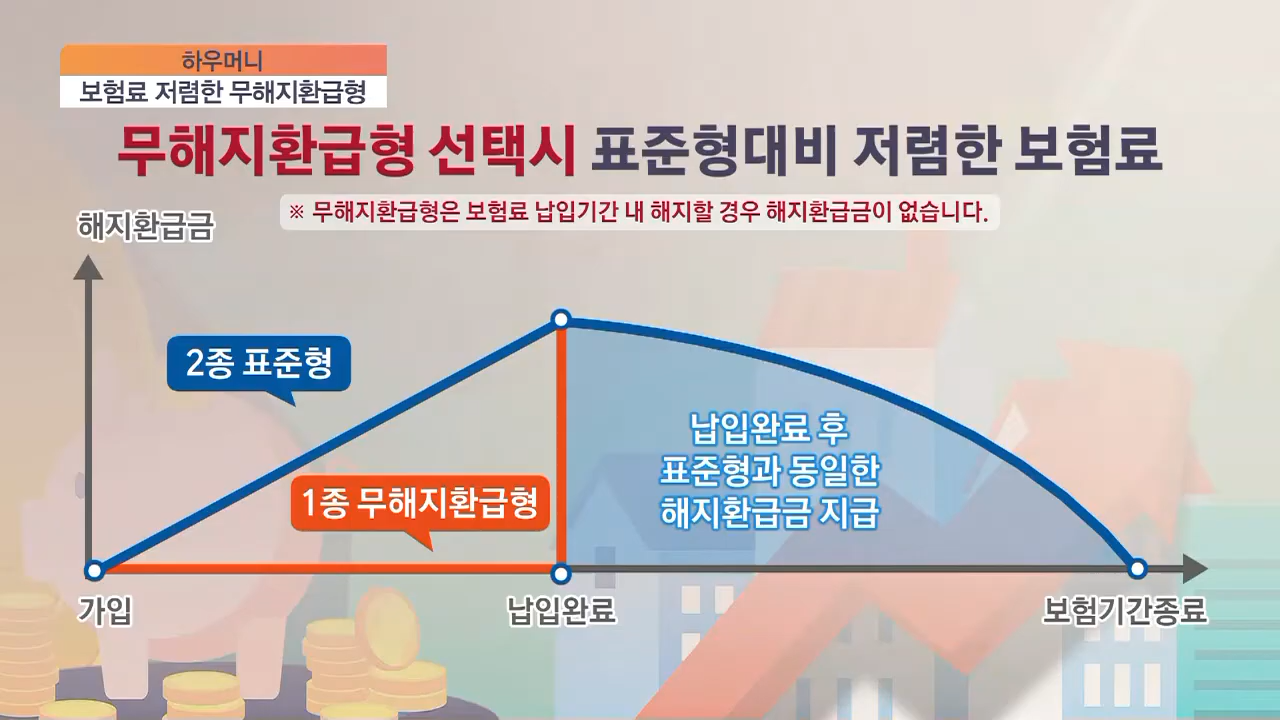 하우머니
보험료 저렴한 무해지환급형
무해지환급형 선택시 표준형대비 저렴한 보험료
※ 무해지환급형은 보험료 납입기간 내 해지할 경우 해지환급금이 없습니다.
해지환급금
2종 표준형
1종 무해지환급형
납입완료 후
표준형과 동일한
해지환급금 지급
가입
납입완료
보험기간종료